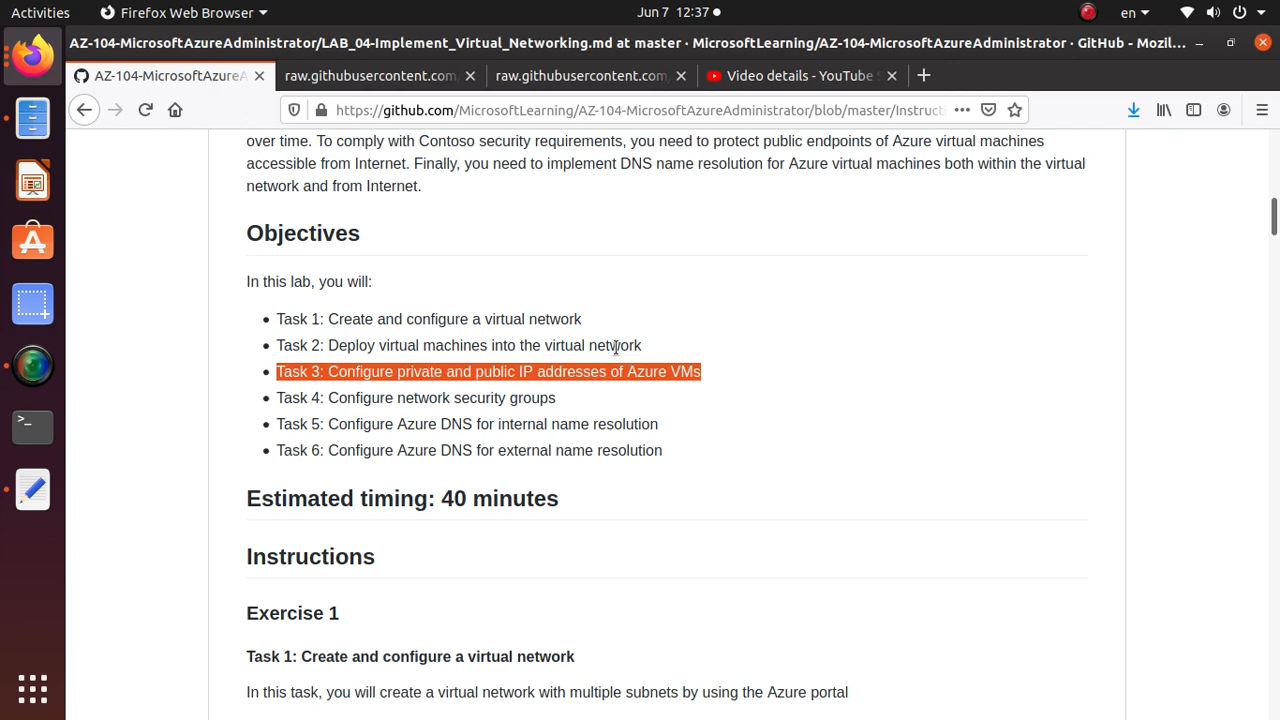 Activities
Firefox Web Browser
Jun 7 12:37
en
AZ-104-MicrosoftAzureAdministrator/LAB_04-Implement_Virtual_Networking.md at master · MicrosoftLearning/AZ-104-MicrosoftAzureAdministrator · GitHub - Mozil...
AZ-104-MicrosoftAzureA
raw.githubusercontent.com
raw.githubusercontent.com
Video details - YouTube S
https://github.com/MicrosoftLearning/AZ-104-MicrosoftAzureAdministrator/blob/master/Instructi
over time. To comply with Contoso security requirements, you need to protect public endpoints of Azure virtual machines
accessible from Internet. Finally, you need to implement DNS name resolution for Azure virtual machines both within the virtual
network and from Internet.
Objectives
In this lab, you will:
Task 1: Create and configure a virtual network
Task 2: Deploy virtual machines into the virtual network
Task 3: Configure private and public IP addresses of Azure VMs
Task 4: Configure network security groups
Task 5: Configure Azure DNS for internal name resolution
Task 6: Configure Azure DNS for external name resolution
Estimated timing: 40 minutes
Instructions
Exercise 1
Task 1: Create and configure a virtual network
In this task, you will create a virtual network with multiple subnets by using the Azure portal